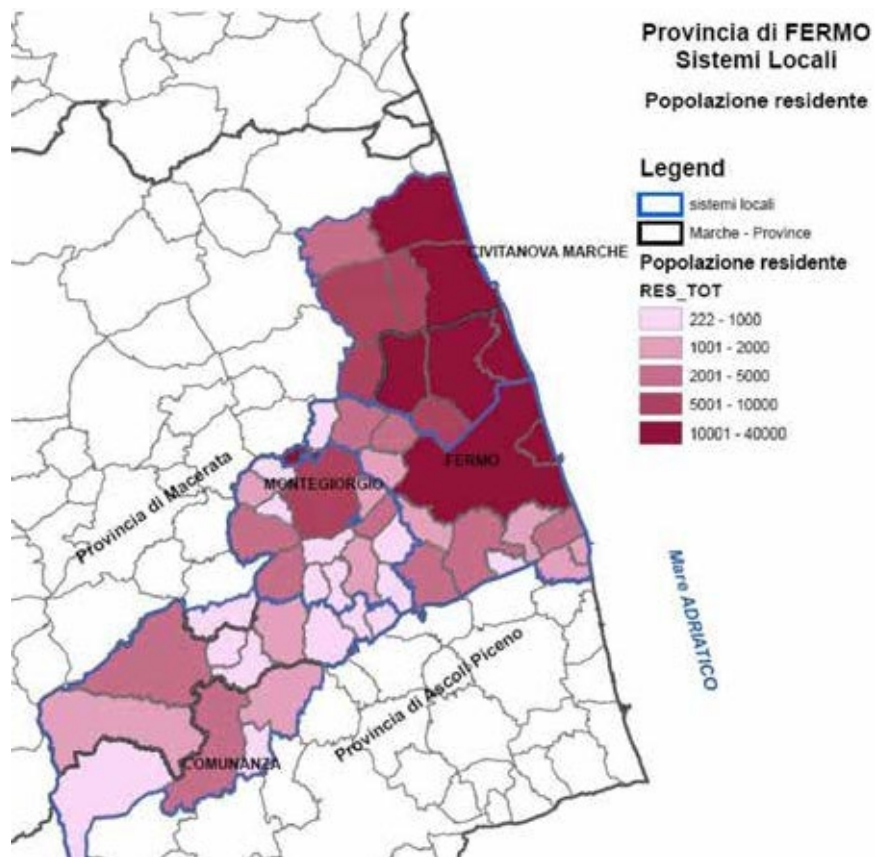 Provincia di FERMO
Sistemi Locali
Popolazione residente
Legend
sistemi locali
Marche - Province
Popolazione residente
RES_TOT
222 - 1000
1001 - 2000
2001 - 5000
5001 - 10000
10001 - 40000
CIVITANOVA MARCHE
FERMO
MONTEGIORGIO
Provincia di Macerata
Mare ADRIATICO
Provincia di Ascoli Piceno
COMUNANZA